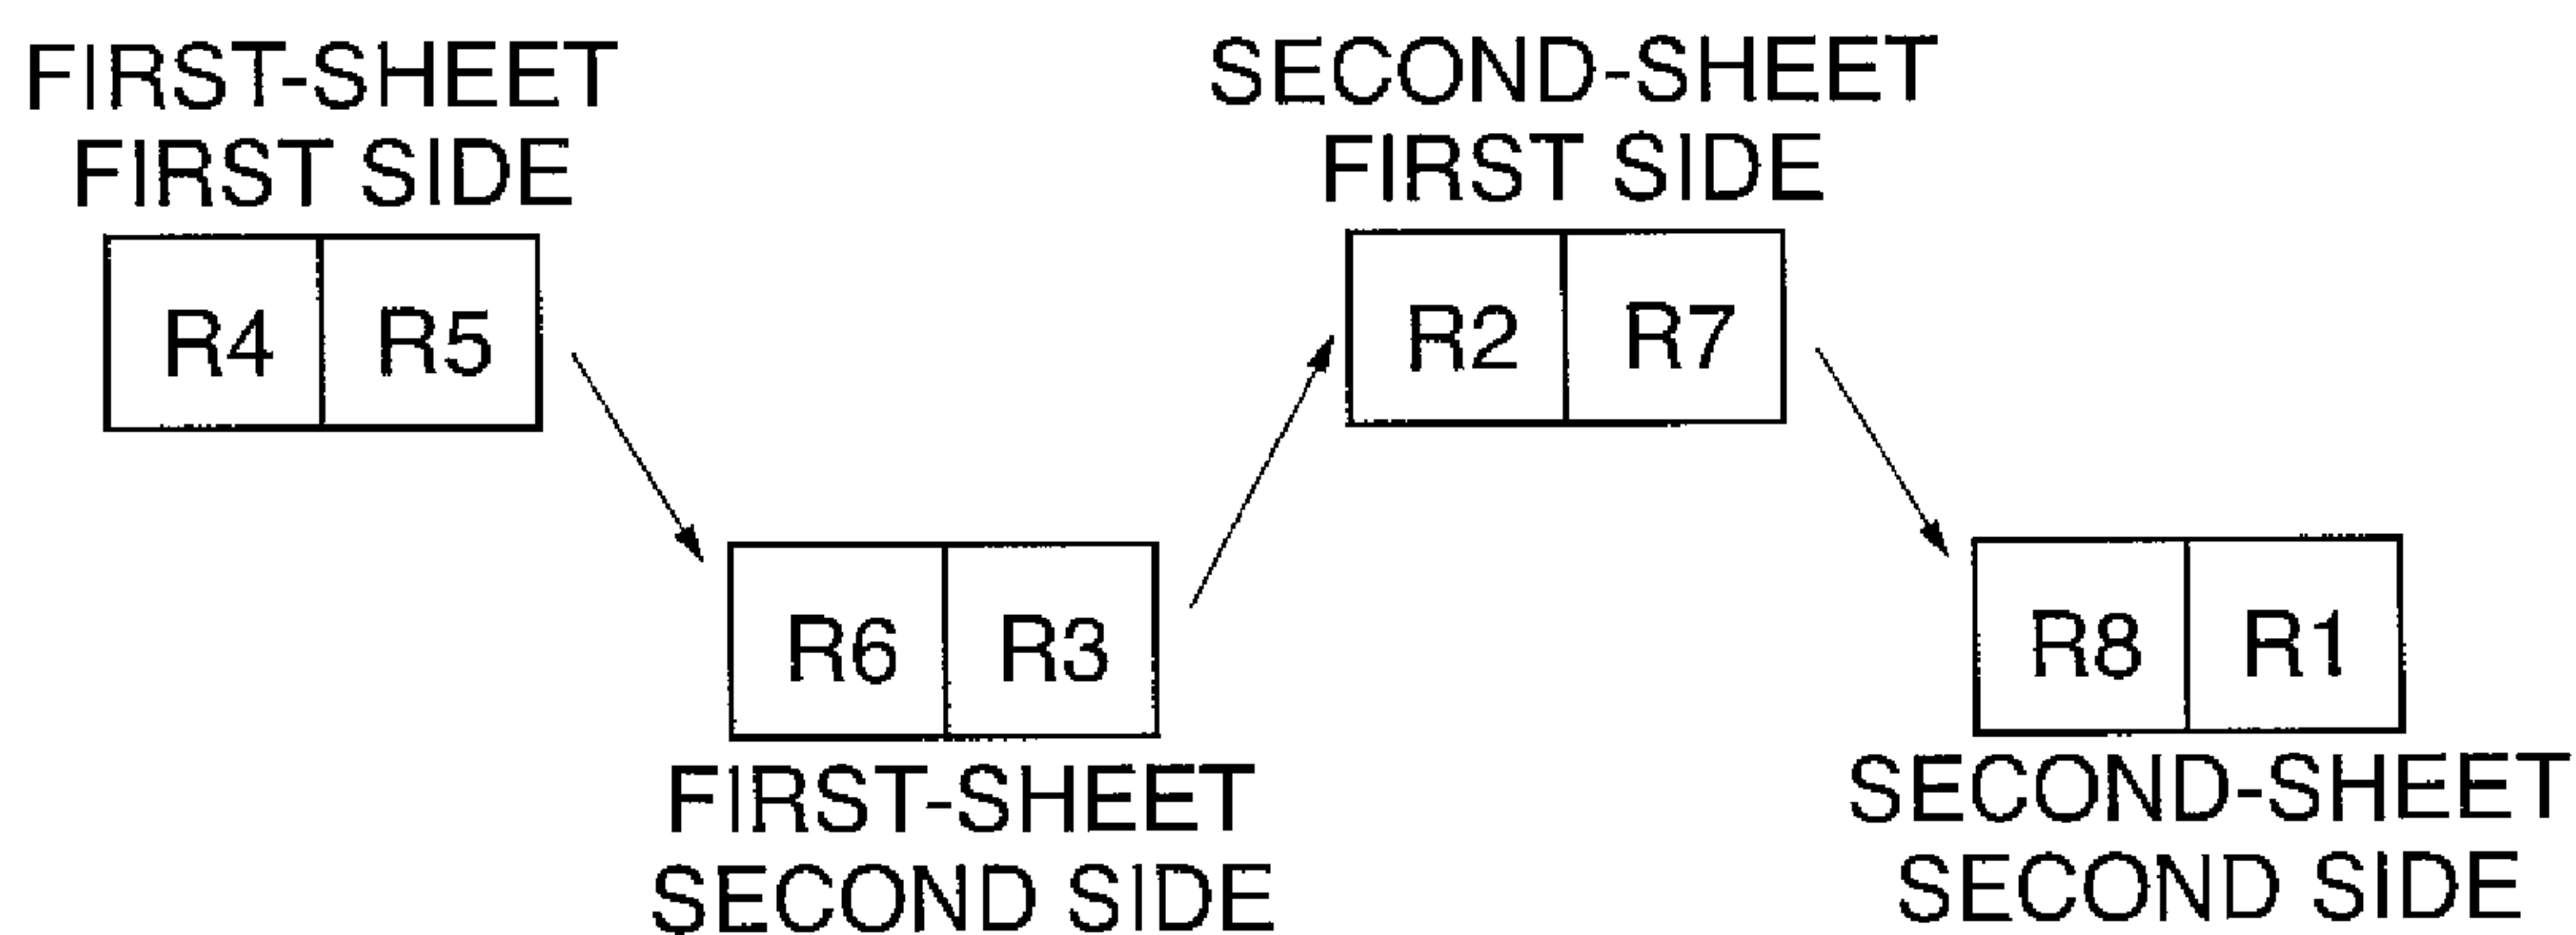 FIRST-SHEET
FIRST SIDE
R4 R5
FIRST-SHEET
SECOND SIDE
R6 R3
SECOND-SHEET
FIRST SIDE
R2 R7
SECOND-SHEET
SECOND SIDE
R8 R1